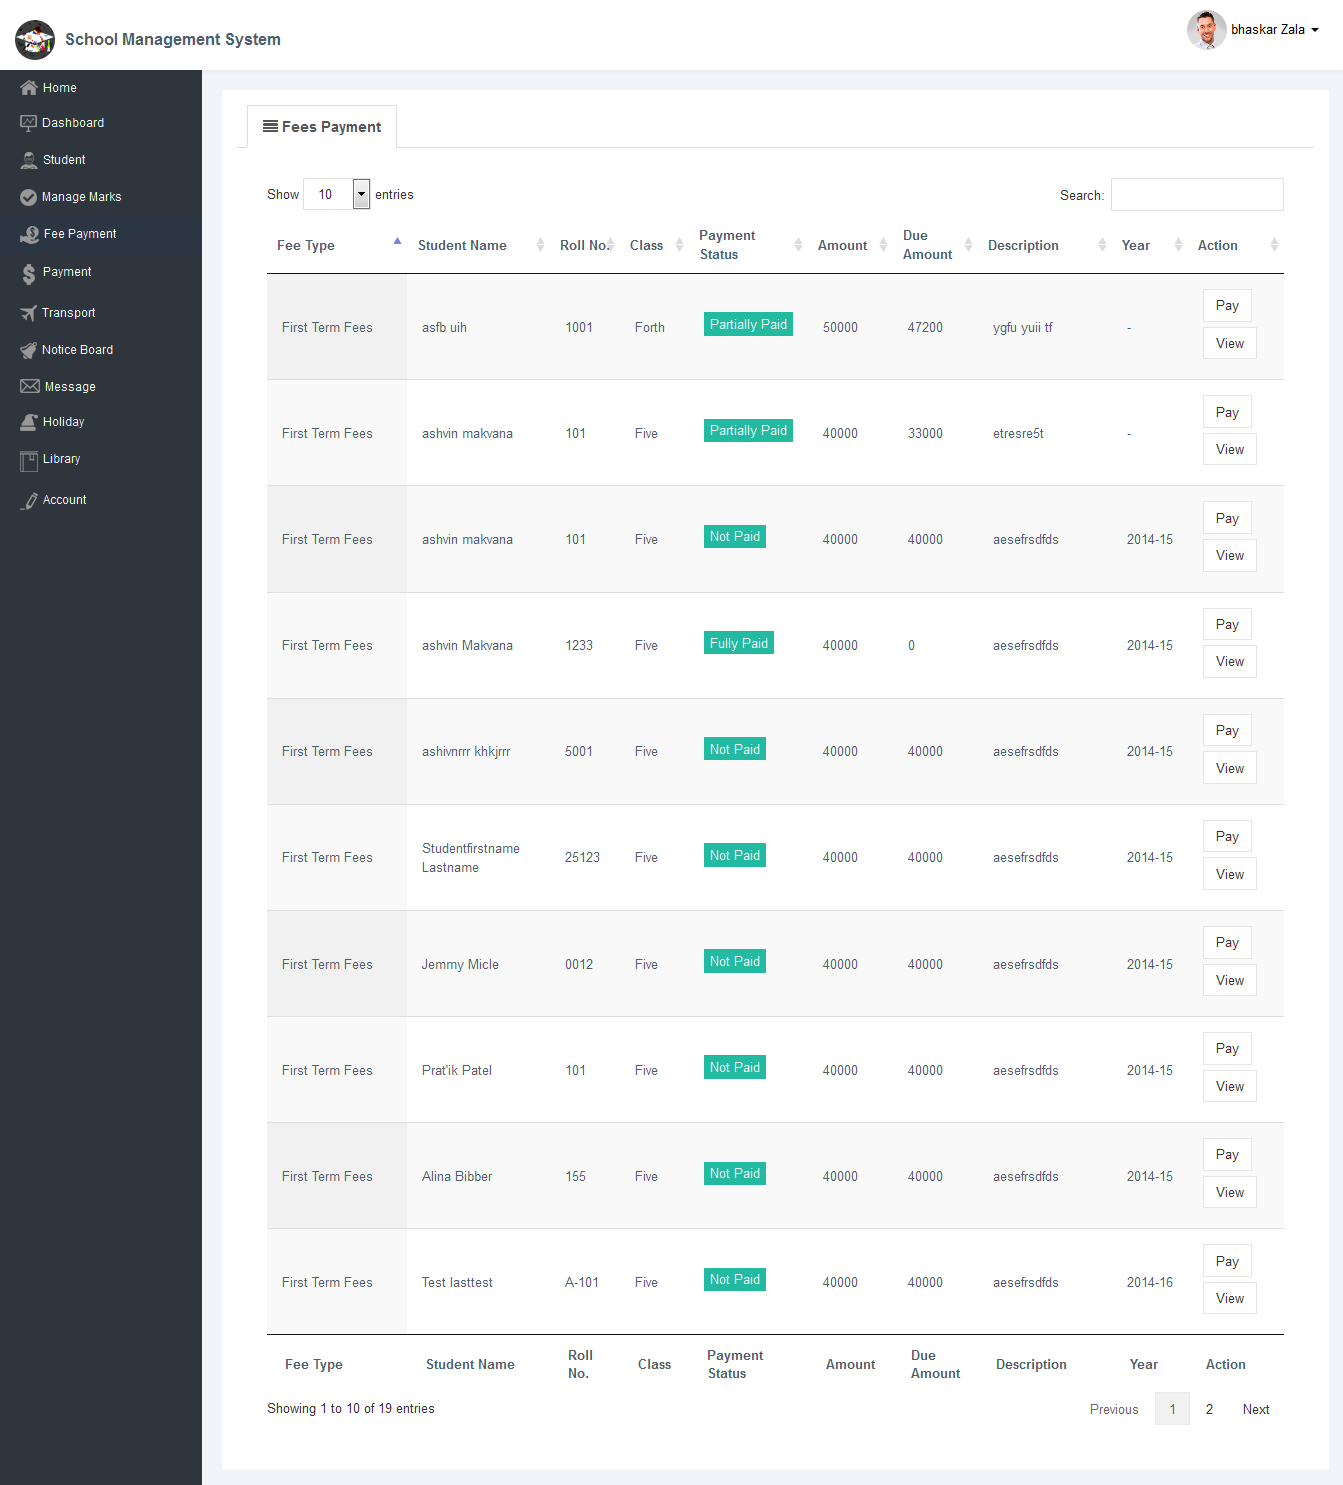 School Management System
bhaskar Zala
Home
Dashboard
Student
Manage Marks
Fee Payment
Payment
Transport
Notice Board
Message
Holiday
Library
Account
Fees Payment
Show 10 entries
Search:
Fee Type Student Name Roll No. Class Payment Status Amount Due Amount Description Year Action
First Term Fees asfb uih 1001 Forth Partially Paid 50000 47200 ygfu yuii tf - Pay
View
First Term Fees ashvin makvana 101 Five Partially Paid 40000 33000 etresre5t - Pay
View
First Term Fees ashvin makvana 101 Five Not Paid 40000 40000 aesefrsdfds 2014-15 Pay
View
First Term Fees ashvin Makvana 1233 Five Fully Paid 40000 0 aesefrsdfds 2014-15 Pay
View
First Term Fees ashivnrrr khkjrrr 5001 Five Not Paid 40000 40000 aesefrsdfds 2014-15 Pay
View
First Term Fees Studentfirstname Lastname 25123 Five Not Paid 40000 40000 aesefrsdfds 2014-15 Pay
View
First Term Fees Jemmy Micle 0012 Five Not Paid 40000 40000 aesefrsdfds 2014-15 Pay
View
First Term Fees Prat'ik Patel 101 Five Not Paid 40000 40000 aesefrsdfds 2014-15 Pay
View
First Term Fees Alina Bibber 155 Five Not Paid 40000 40000 aesefrsdfds 2014-15 Pay
View
First Term Fees Test lasttest A-101 Five Not Paid 40000 40000 aesefrsdfds 2014-16 Pay
View
Fee Type Student Name Roll No. Class Payment Status Amount Due Amount Description Year Action
Showing 1 to 10 of 19 entries
Previous 1 2 Next